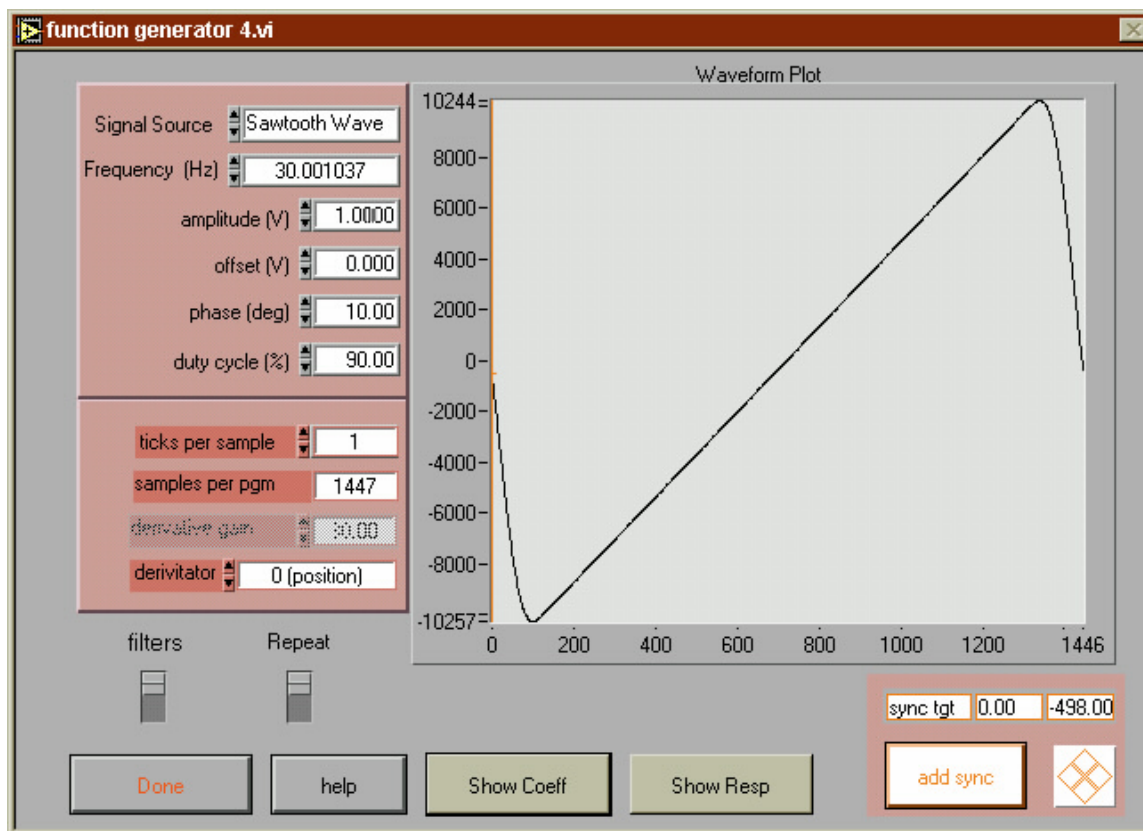 function generator 4.vi
Signal Source Sawtooth Wave
Frequency (Hz) 30.001037
amplitude (V) 1.0000
offset (V) 0.000
phase (deg) 10.00
duty cycle (%) 90.00
ticks per sample 1
samples per pgm 1447
derivative gain 30.00
derivitator 0 (position)
filters Repeat
Waveform Plot
10244
8000
6000
4000
2000
0
-2000
-4000
-6000
-8000
-10257
0 200 400 600 800 1000 1200 1446
sync tgt 0.00 -498.00
Done help Show Coeff Show Resp add sync